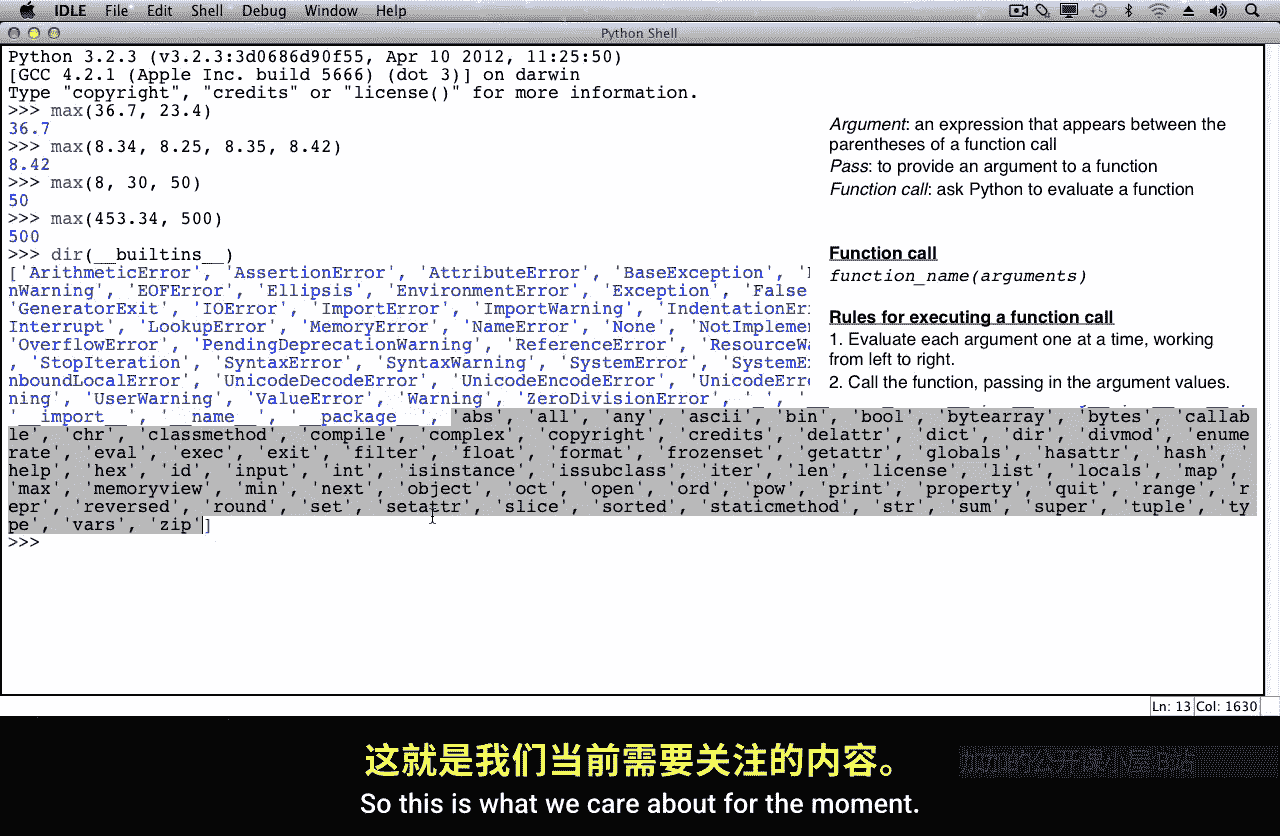 IDLE File Edit Shell Debug Window Help
Python Shell
Python 3.2.3 (v3.2.3:3d0686d90f55, Apr 10 2012, 11:25:50)
[GCC 4.2.1 (Apple Inc. build 5666) (dot 3)] on darwin
Type "copyright", "credits" or "license()" for more information.
>>> max(36.7, 23.4)
36.7
>>> max(8.34, 8.25, 8.35, 8.42)
8.42
>>> max(8, 30, 50)
50
>>> max(453.34, 500)
500
>>> dir(__builtins__)
['ArithmeticError', 'AssertionError', 'AttributeError', 'BaseException',
nWarning', 'EOFError', 'Ellipsis', 'EnvironmentError', 'Exception', 'False
'GeneratorExit', 'IOError', 'ImportError', 'ImportWarning', 'IndentationErr
Interrupt', 'LookupError', 'MemoryError', 'NameError', 'None', 'NotImplemen
'OverflowError', 'PendingDeprecationWarning', 'ReferenceError', 'ResourceWa
, 'StopIteration', 'SyntaxError', 'SyntaxWarning', 'SystemError', 'SystemEx
nboundLocalError', 'UnicodeDecodeError', 'UnicodeEncodeError', 'UnicodeErro
ning', 'UserWarning', 'ValueError', 'Warning', 'ZeroDivisionError', '_',
'__import__', '__name__', '__package__', 'abs', 'all', 'any', 'ascii', 'bin', 'bool', 'bytearray', 'bytes', 'callab
le', 'chr', 'classmethod', 'compile', 'complex', 'copyright', 'credits', 'delattr', 'dict', 'dir', 'divmod', 'enume
rate', 'eval', 'exec', 'exit', 'filter', 'float', 'format', 'frozenset', 'getattr', 'globals', 'hasattr', 'hash', '
help', 'hex', 'id', 'input', 'int', 'isinstance', 'issubclass', 'iter', 'len', 'license', 'list', 'locals', 'map',
'max', 'memoryview', 'min', 'next', 'object', 'oct', 'open', 'ord', 'pow', 'print', 'property', 'quit', 'range', 'r
epr', 'reversed', 'round', 'set', 'setattr', 'slice', 'sorted', 'staticmethod', 'str', 'sum', 'super', 'tuple', 'ty
pe', 'vars', 'zip']
>>>
Argument: an expression that appears between the
parentheses of a function call
Pass: to provide an argument to a function
Function call: ask Python to evaluate a function
Function call
function_name(arguments)
Rules for executing a function call
1. Evaluate each argument one at a time, working
from left to right.
2. Call the function, passing in the argument values.
Ln: 13 Col: 1630
这就是我们当前需要关注的内容。
So this is what we care about for the moment.